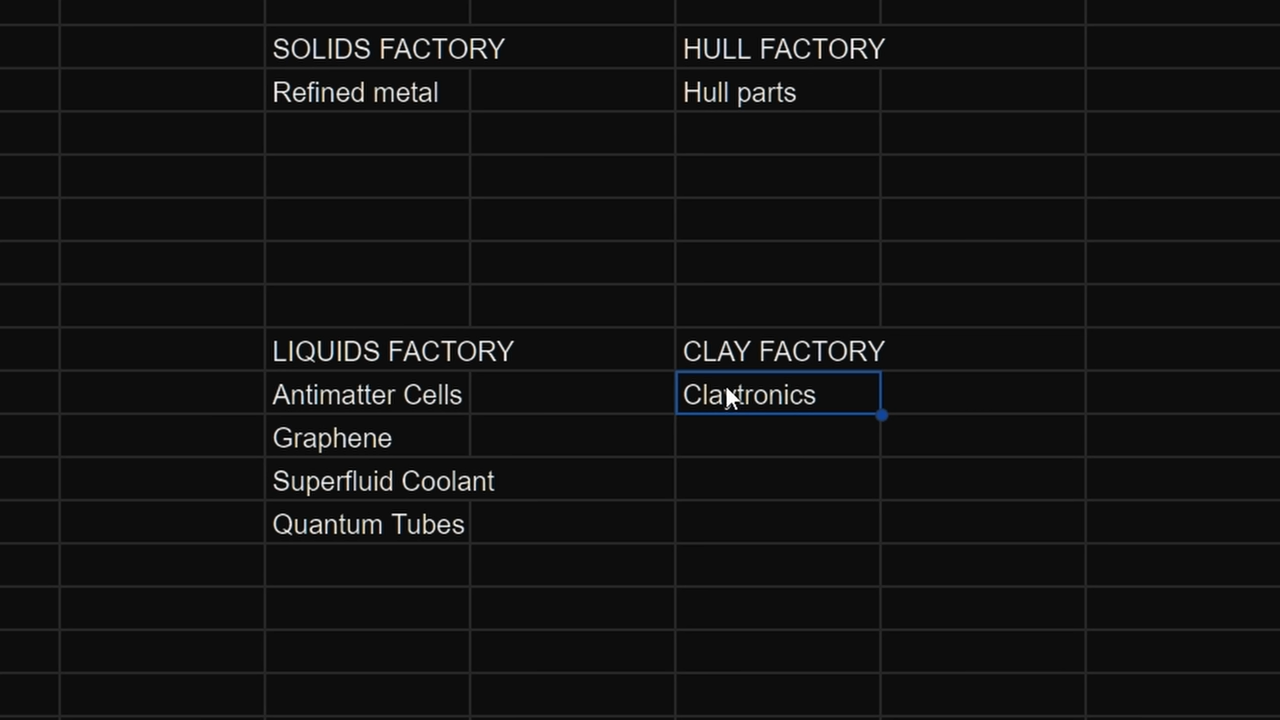 SOLIDS FACTORY
Refined metal
HULL FACTORY
Hull parts
LIQUIDS FACTORY
Antimatter Cells
Graphene
Superfluid Coolant
Quantum Tubes
CLAY FACTORY
Claytronics